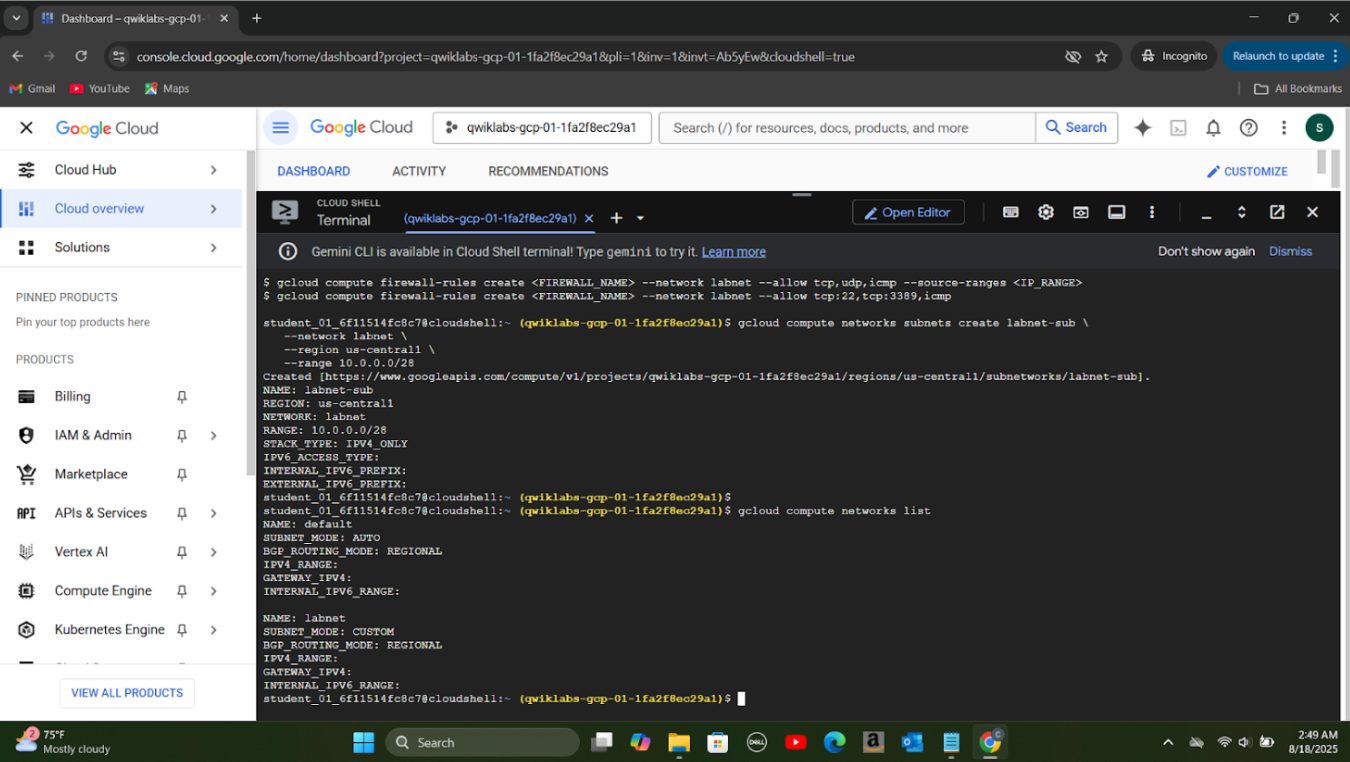 Dashboard – qwiklabs-gcp-01-
console.cloud.google.com/home/dashboard?project=qwiklabs-gcp-01-1fa2f8ec29a1&pli=1&inv=1&invt=Ab5yEw&cloudshell=true
Incognito
Relaunch to update
Gmail
YouTube
Maps
All Bookmarks
Google Cloud
Google Cloud
qwiklabs-gcp-01-1fa2f8ec29a1
Search (/) for resources, docs, products, and more
Search
S
Cloud Hub
Cloud overview
Solutions
PINNED PRODUCTS
Pin your top products here
PRODUCTS
Billing
IAM & Admin
Marketplace
API APIs & Services
Vertex AI
Compute Engine
Kubernetes Engine
VIEW ALL PRODUCTS
DASHBOARD
ACTIVITY
RECOMMENDATIONS
CUSTOMIZE
CLOUD SHELL
Terminal
(qwiklabs-gcp-01-1fa2f8ec29a1)
Open Editor
Gemini CLI is available in Cloud Shell terminal! Type gemini to try it. Learn more
Don't show again
Dismiss
$ gcloud compute firewall-rules create <FIREWALL_NAME> --network labnet --allow tcp,udp,icmp --source-ranges <IP_RANGE>
$ gcloud compute firewall-rules create <FIREWALL_NAME> --network labnet --allow tcp:22,tcp:3389,icmp
student_01_6f11514fc8c7@cloudshell:~ (qwiklabs-gcp-01-1fa2f8ec29a1)$ gcloud compute networks subnets create labnet-sub \
--network labnet \
--region us-central1 \
--range 10.0.0.0/28
Created [https://www.googleapis.com/compute/v1/projects/qwiklabs-gcp-01-1fa2f8ec29a1/regions/us-central1/subnetworks/labnet-sub].
NAME: labnet-sub
REGION: us-central1
NETWORK: labnet
RANGE: 10.0.0.0/28
STACK_TYPE: IPV4_ONLY
IPV6_ACCESS_TYPE:
INTERNAL_IPV6_PREFIX:
EXTERNAL_IPV6_PREFIX:
student_01_6f11514fc8c7@cloudshell:~ (qwiklabs-gcp-01-1fa2f8ec29a1)$
student_01_6f11514fc8c7@cloudshell:~ (qwiklabs-gcp-01-1fa2f8ec29a1)$ gcloud compute networks list
NAME: default
SUBNET_MODE: AUTO
BGP_ROUTING_MODE: REGIONAL
IPV4_RANGE:
GATEWAY_IPV4:
INTERNAL_IPV6_RANGE:
NAME: labnet
SUBNET_MODE: CUSTOM
BGP_ROUTING_MODE: REGIONAL
IPV4_RANGE:
GATEWAY_IPV4:
INTERNAL_IPV6_RANGE:
student_01_6f11514fc8c7@cloudshell:~ (qwiklabs-gcp-01-1fa2f8ec29a1)$
2
75°F
Mostly cloudy
Search
DELL
a
C
2:49 AM
8/18/2025